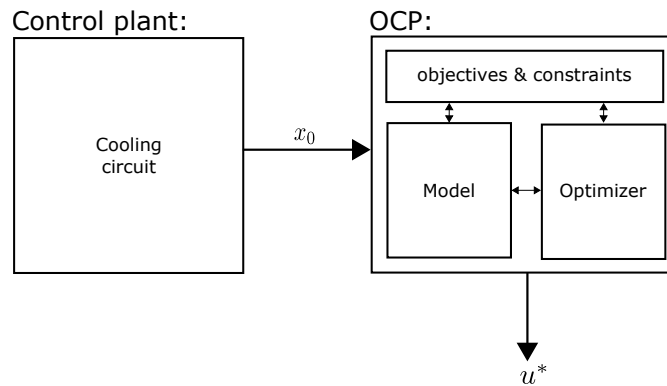 Control plant:
OCP:
objectives & constraints
Cooling
circuit
x₀
Model
Optimizer
u*